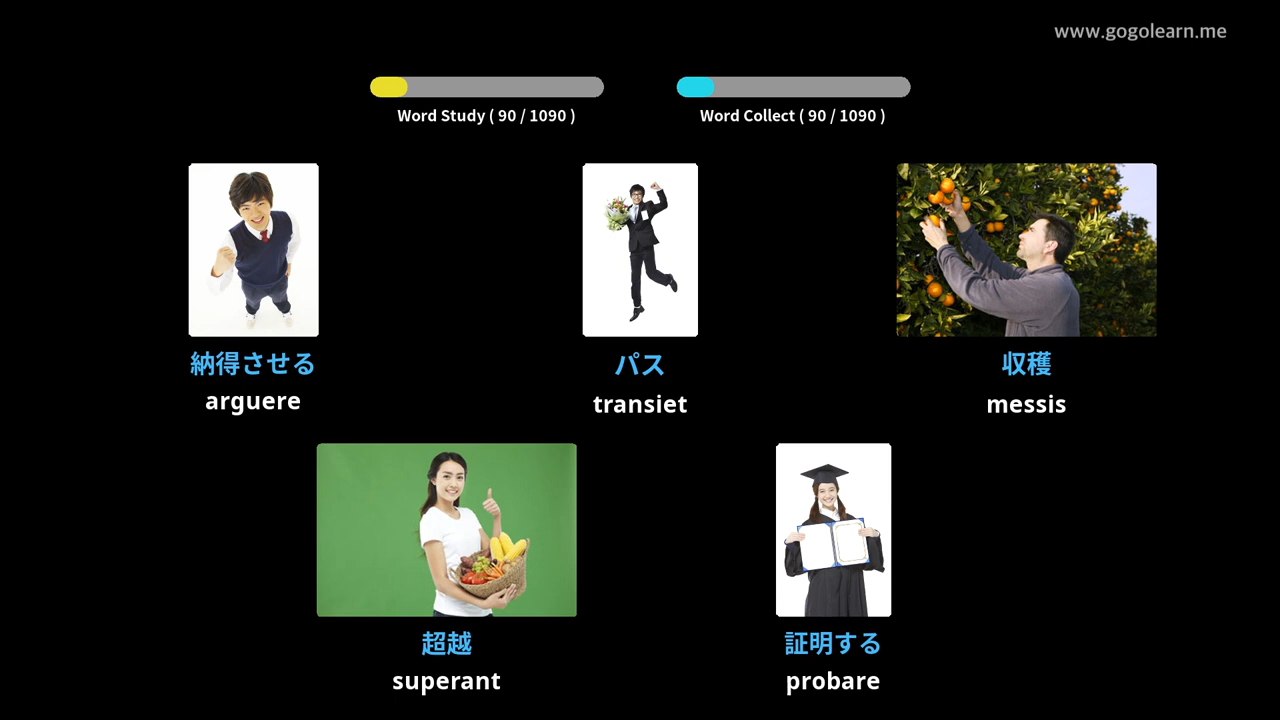 www.gogolearn.me
Word Study ( 90 / 1090 )
Word Collect ( 90 / 1090 )
納得させる
arguere
パス
transiet
収穫
messis
超越
superant
証明する
probare